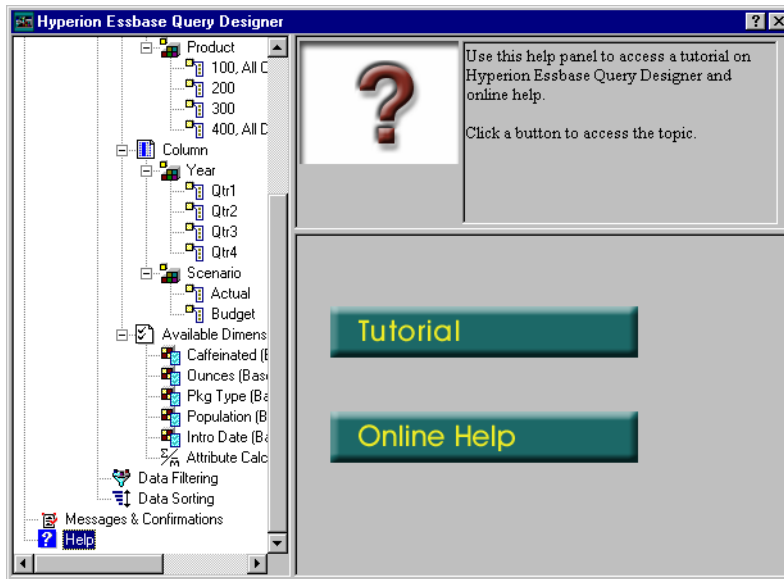 Hyperion Essbase Query Designer
Product
100, All
200
300
400, All
Column
Year
Qtr1
Qtr2
Qtr3
Qtr4
Scenario
Actual
Budget
Available Dimens
Caffeinated (
Ounces (Bas
Pkg Type (Ba
Population (B
Intro Date (Ba
Attribute Calc
Data Filtering
Data Sorting
Messages & Confirmations
Help
Use this help panel to access a tutorial on
Hyperion Essbase Query Designer and
online help.
Click a button to access the topic.
Tutorial
Online Help